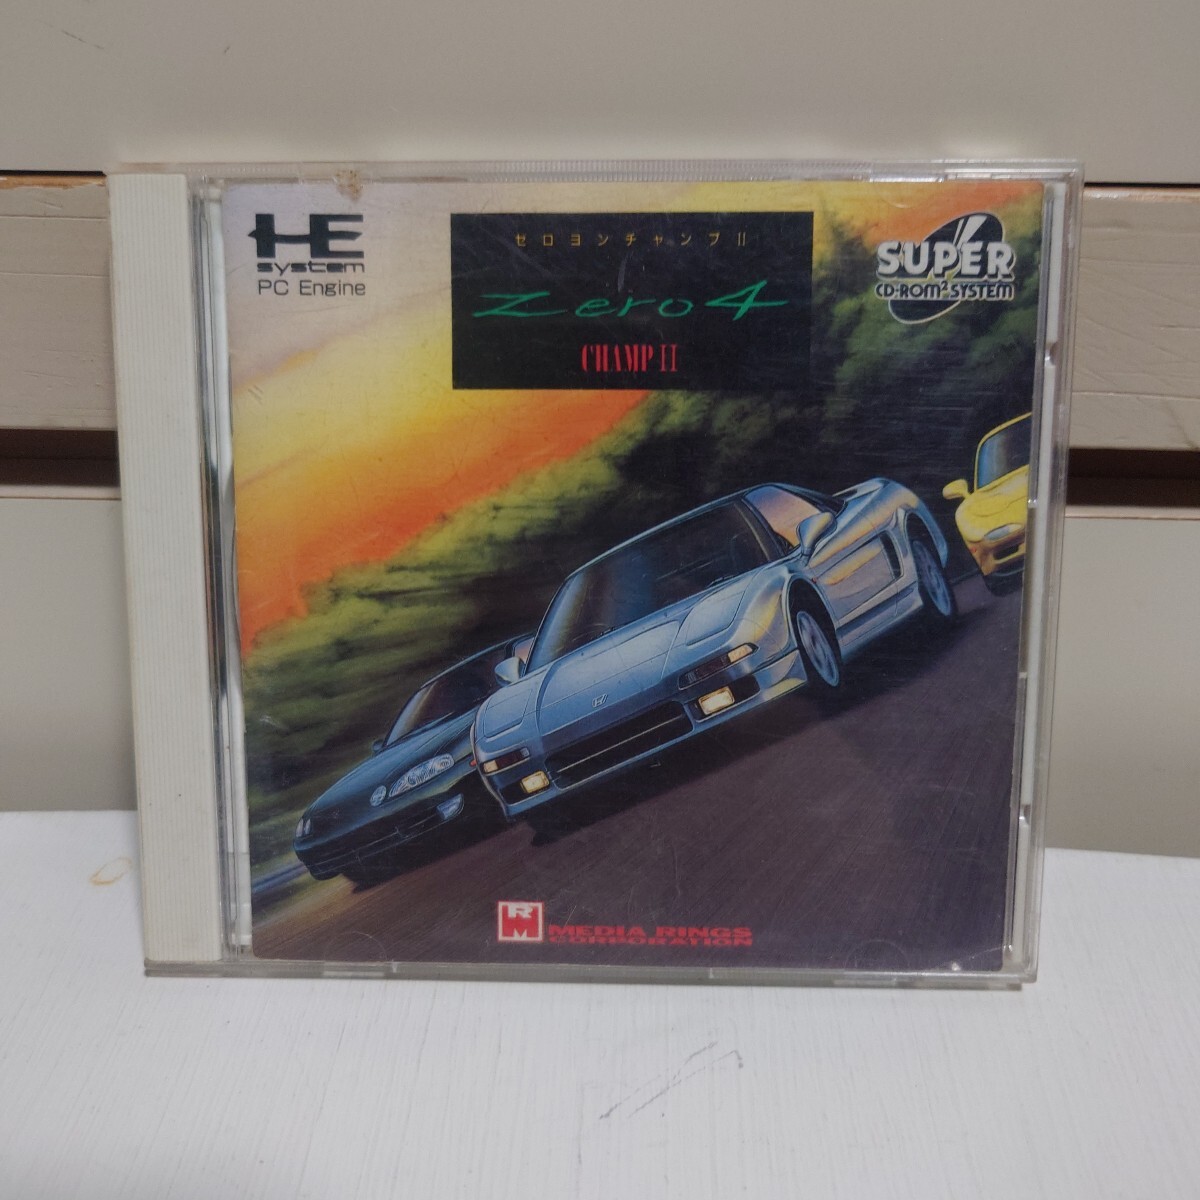 HE
system
PC Engine
ゼロヨンチャンプII
Zero4
CHAMP II
SUPER
CD-ROM² SYSTEM
RM
MEDIA RINGS
CORPORATION